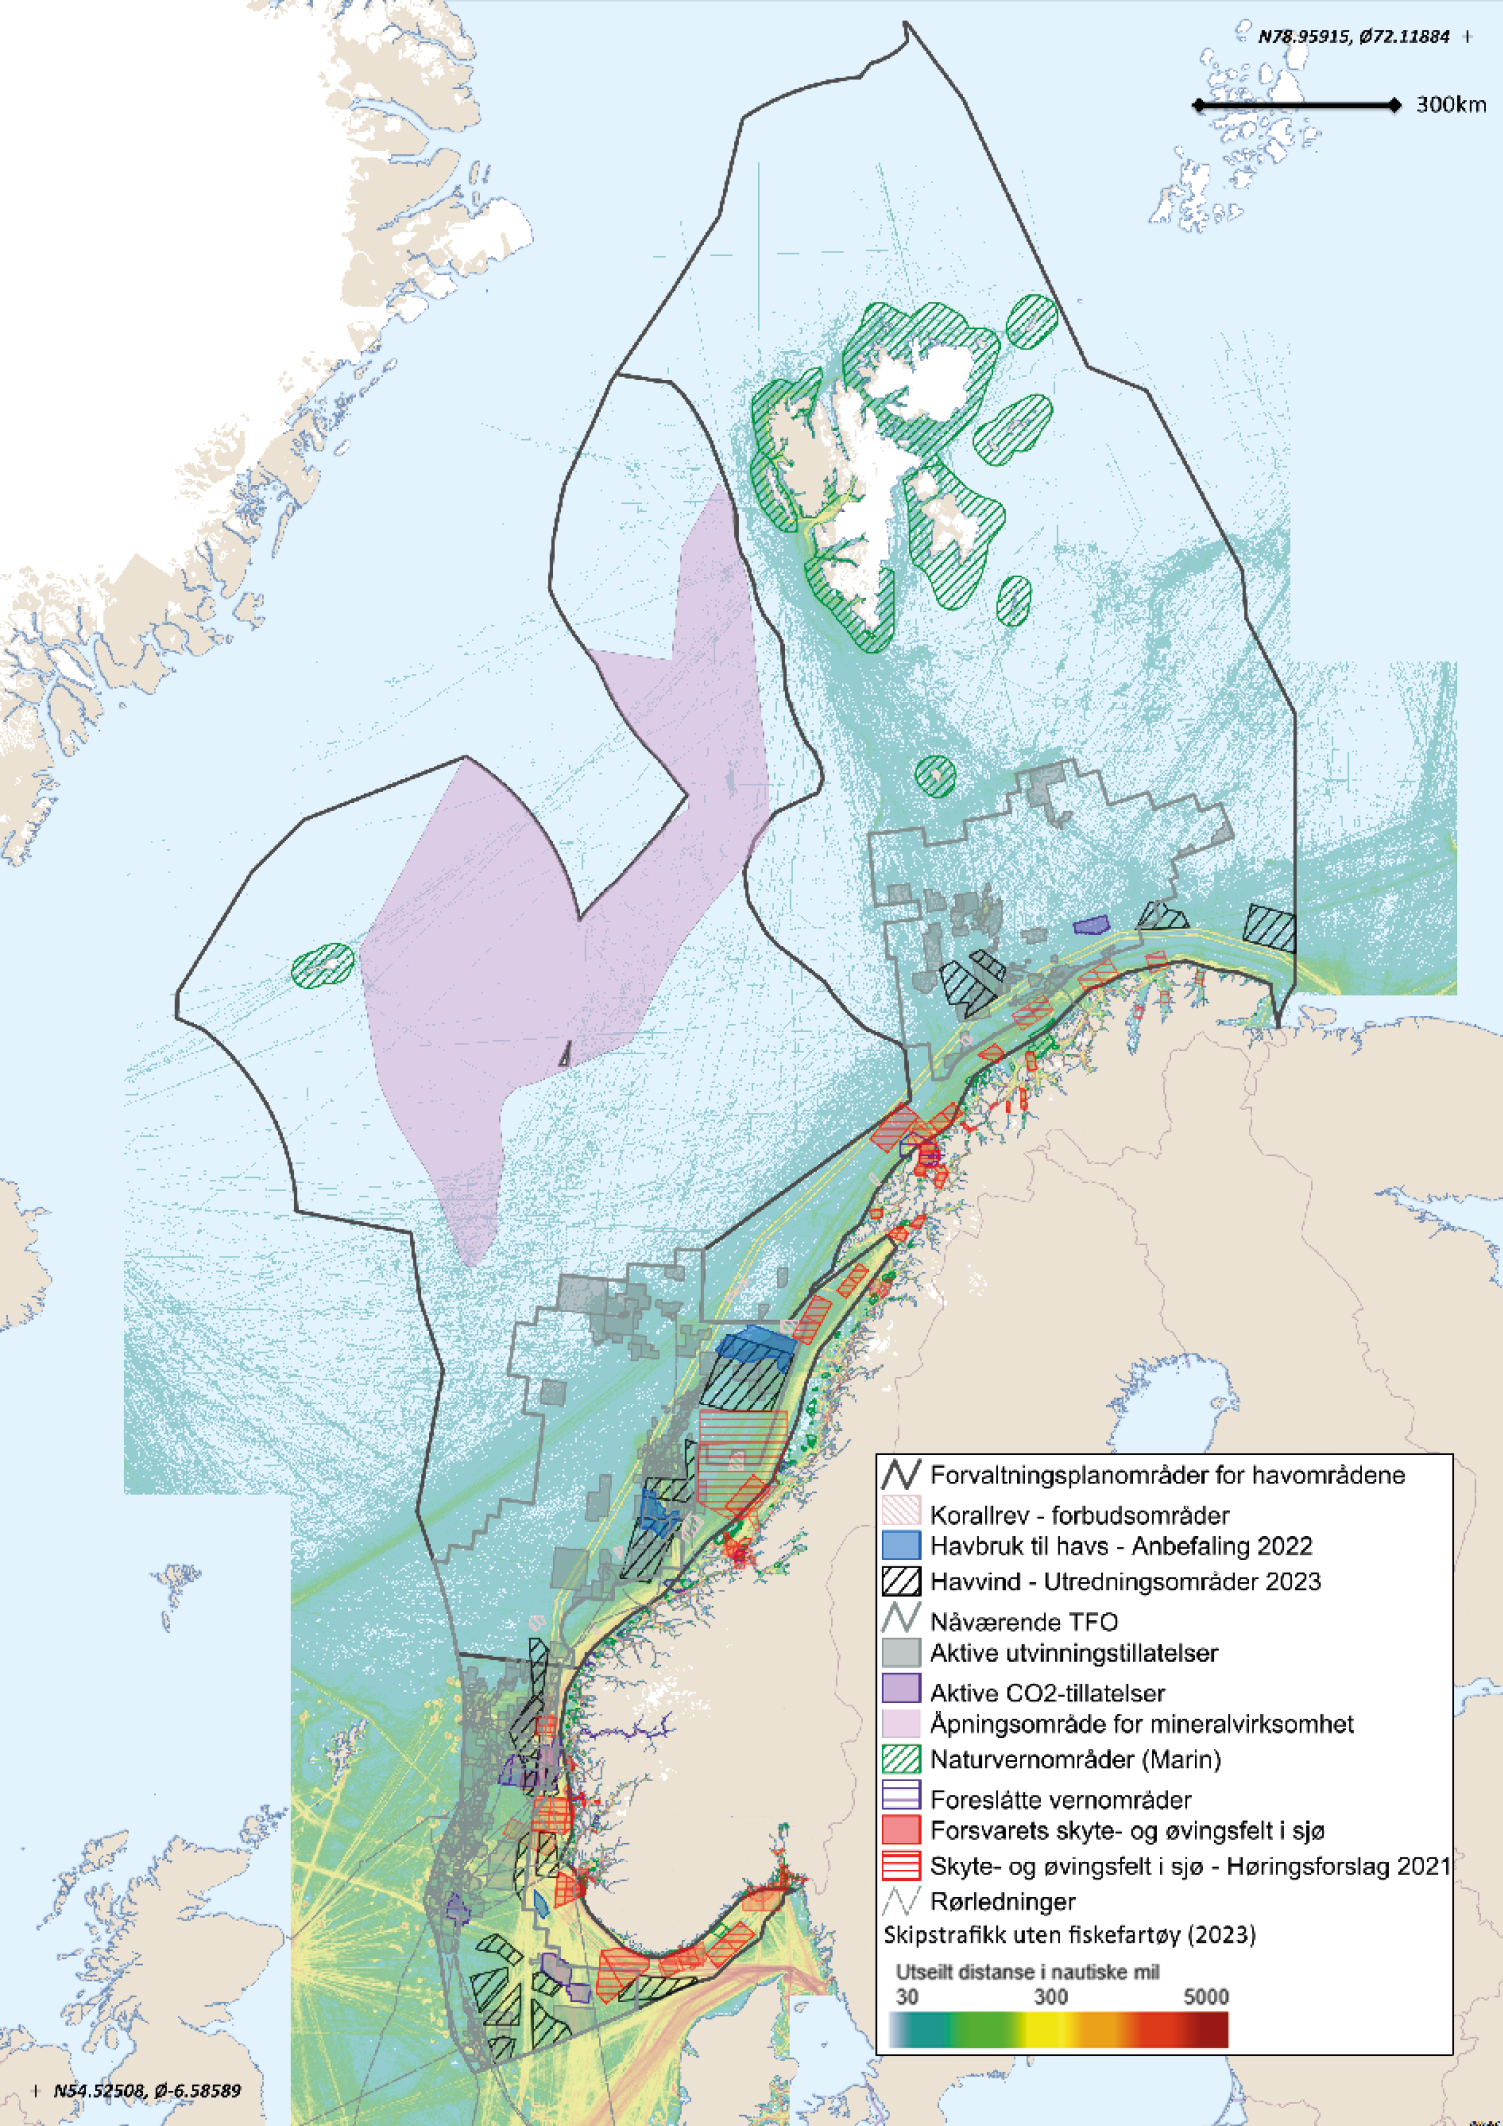 N78.95915, Ø72.11884 +
300km
Forvaltningsplanområder for havområdene
Korallrev - forbudsområder
Havbruk til havs - Anbefaling 2022
Havvind - Utredningsområder 2023
Nåværende TFO
Aktive utvinningstillatelser
Aktive CO2-tillatelser
Åpningsområde for mineralvirksomhet
Naturvernområder (Marin)
Foreslåtte vernområder
Forsvarets skyte- og øvingsfelt i sjø
Skyte- og øvingsfelt i sjø - Høringsforslag 2021
Rørledninger
Skipstrafikk uten fiskefartøy (2023)
Utseilt distanse i nautiske mil
30 300 5000
+ N54.52508, Ø-6.58589